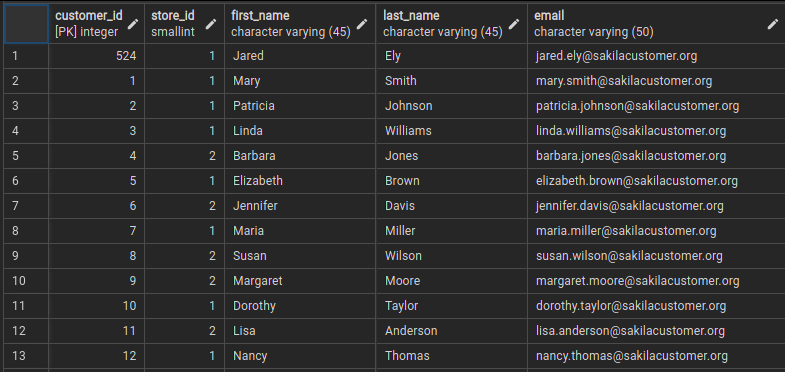 customer_id store_id first_name last_name email
[PK] integer smallint character varying (45) character varying (45) character varying (50)
1 524 1 Jared Ely jared.ely@sakilacustomer.org
2 1 1 Mary Smith mary.smith@sakilacustomer.org
3 2 1 Patricia Johnson patricia.johnson@sakilacustomer.org
4 3 1 Linda Williams linda.williams@sakilacustomer.org
5 4 2 Barbara Jones barbara.jones@sakilacustomer.org
6 5 1 Elizabeth Brown elizabeth.brown@sakilacustomer.org
7 6 2 Jennifer Davis jennifer.davis@sakilacustomer.org
8 7 1 Maria Miller maria.miller@sakilacustomer.org
9 8 2 Susan Wilson susan.wilson@sakilacustomer.org
10 9 2 Margaret Moore margaret.moore@sakilacustomer.org
11 10 1 Dorothy Taylor dorothy.taylor@sakilacustomer.org
12 11 2 Lisa Anderson lisa.anderson@sakilacustomer.org
13 12 1 Nancy Thomas nancy.thomas@sakilacustomer.org